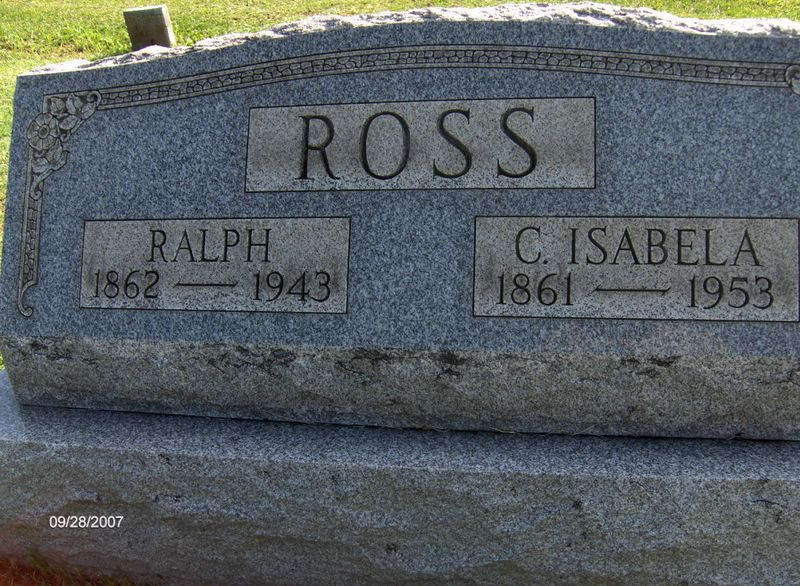 ROSS
RALPH
1862 — 1943
C. ISABELA
1861 — 1953
09/28/2007